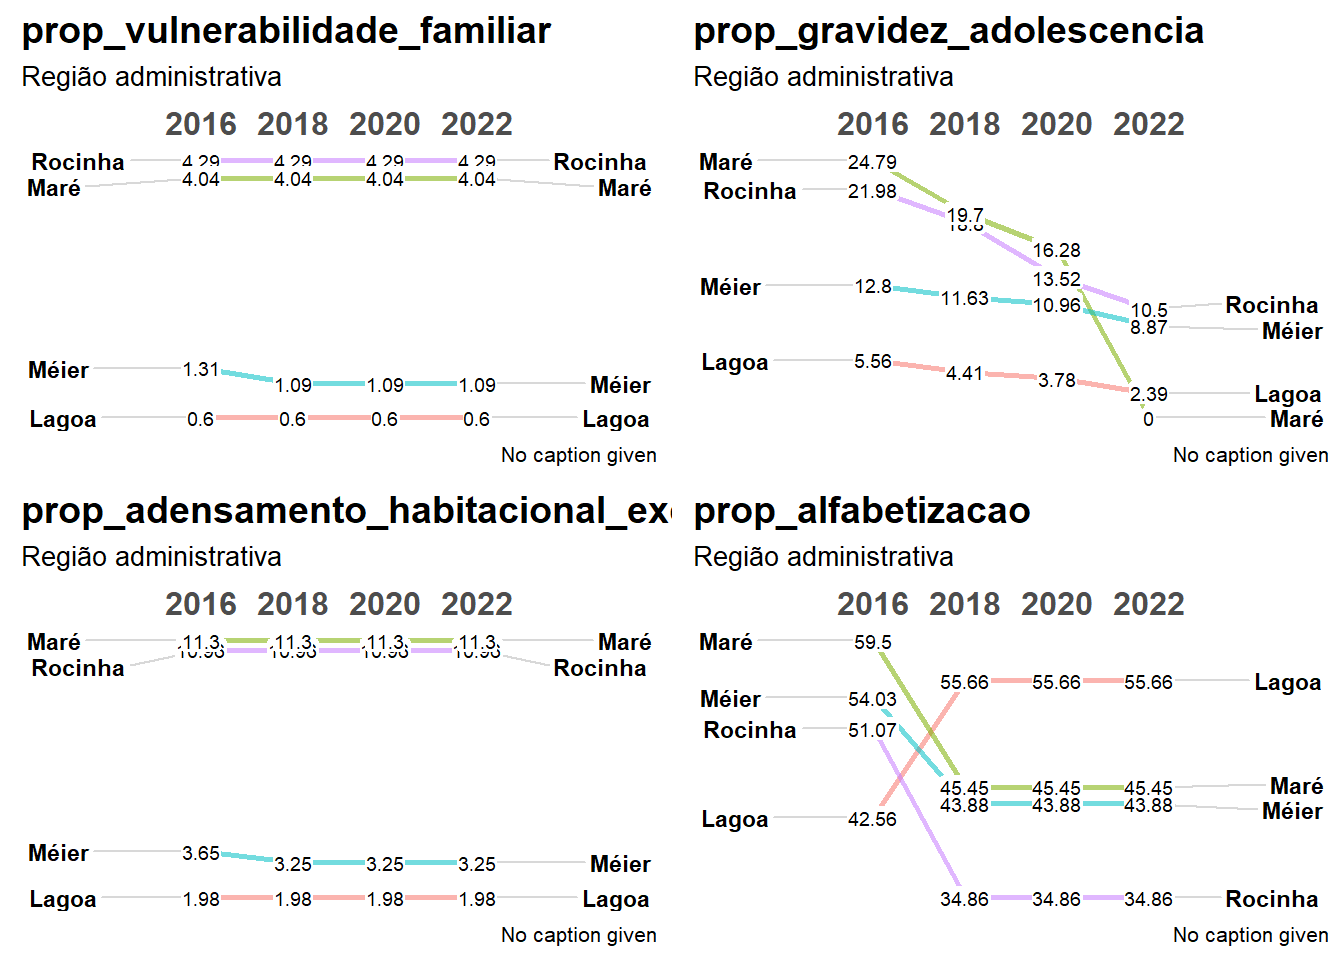 prop_vulnerabilidade_familiar
Região administrativa
2016 2018 2020 2022
Rocinha 4.29 4.29 4.29 4.29 Rocinha
Maré 4.04 4.04 4.04 4.04 Maré
Méier 1.31 1.09 1.09 1.09 Méier
Lagoa 0.6 0.6 0.6 0.6 Lagoa
No caption given
prop_gravidez_adolescencia
Região administrativa
2016 2018 2020 2022
Maré 24.79
Rocinha 21.98
19.7
16.28
13.52
Méier 12.8 11.63 10.96
10.5 Rocinha
8.87 Méier
Lagoa 5.56 4.41 3.78 2.39 Lagoa
0 Maré
No caption given
prop_adensamento_habitacional_exc
Região administrativa
2016 2018 2020 2022
Maré 11.3 11.3 11.3 11.3 Maré
Rocinha 10.98 10.98 10.98 10.98 Rocinha
Méier 3.65 3.25 3.25 3.25 Méier
Lagoa 1.98 1.98 1.98 1.98 Lagoa
No caption given
prop_alfabetizacao
Região administrativa
2016 2018 2020 2022
Maré 59.5
55.66 55.66 55.66 Lagoa
Méier 54.03
Rocinha 51.07
45.45 45.45 45.45 Maré
43.88 43.88 43.88 Méier
Lagoa 42.56
34.86 34.86 34.86 Rocinha
No caption given